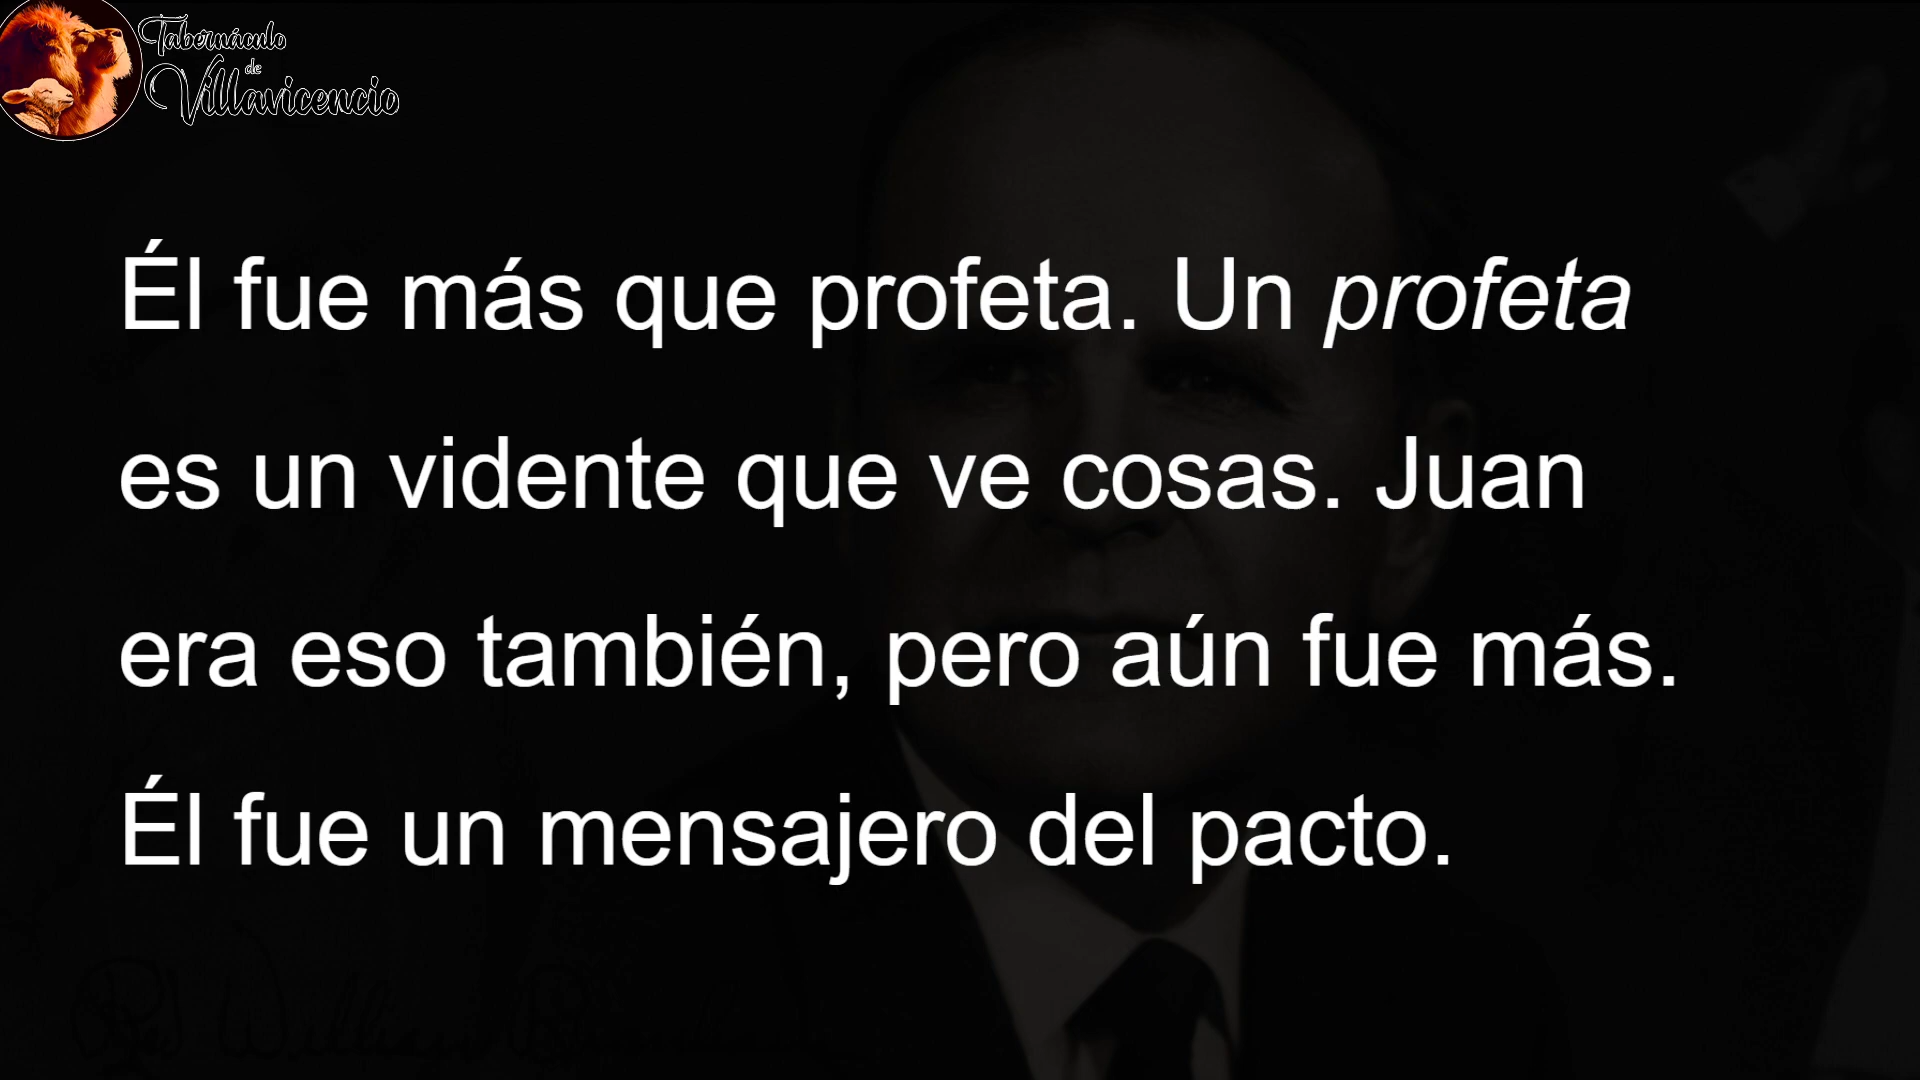 Tabernáculo
de
Villavicencio
Él fue más que profeta. Un profeta
es un vidente que ve cosas. Juan
era eso también, pero aún fue más.
Él fue un mensajero del pacto.